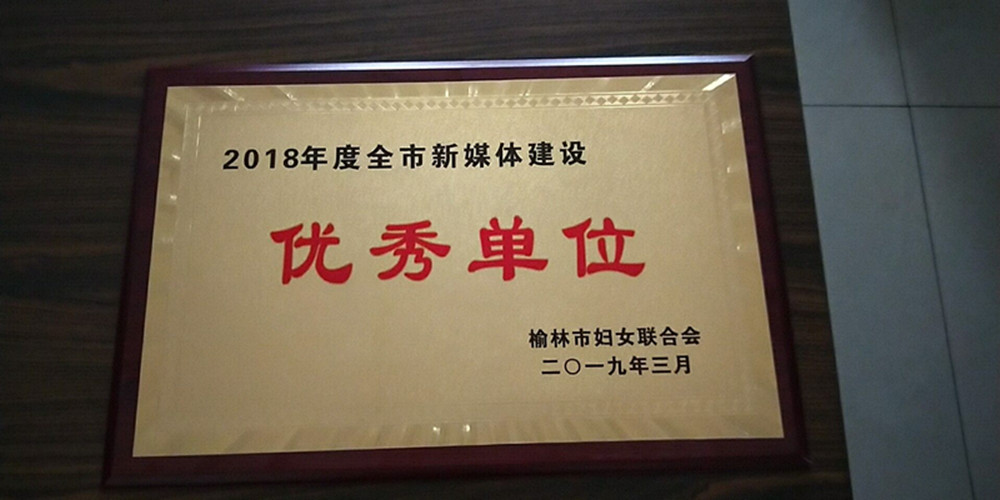 2018年度全市新媒体建设
优秀单位
榆林市妇女联合会
二〇一九年三月